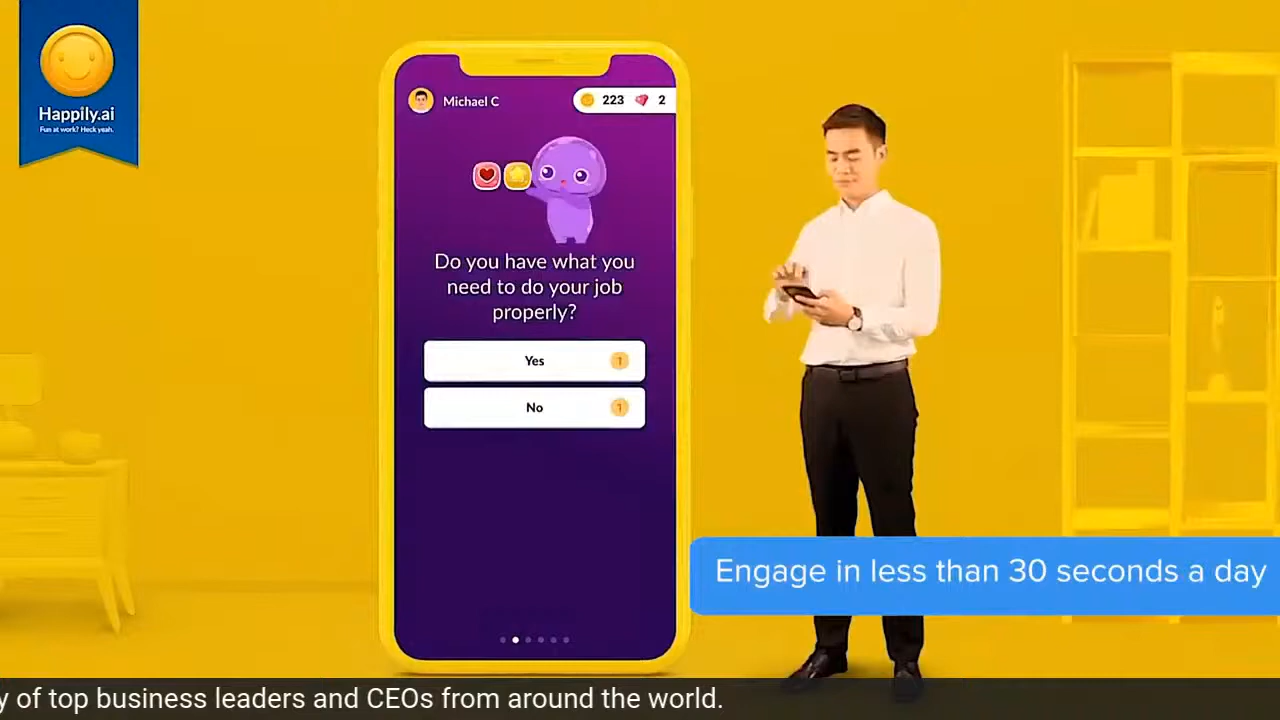 Happily.ai
Fun at work? Heck yeah.
Michael C
223
2
Do you have what you
need to do your job
properly?
Yes
1
No
1
Engage in less than 30 seconds a day
y of top business leaders and CEOs from around the world.